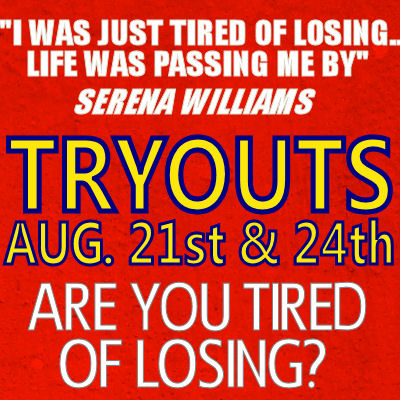 "I WAS JUST TIRED OF LOSING..
LIFE WAS PASSING ME BY"
SERENA WILLIAMS
TRYOUTS
AUG. 21st & 24th
ARE YOU TIRED
OF LOSING?